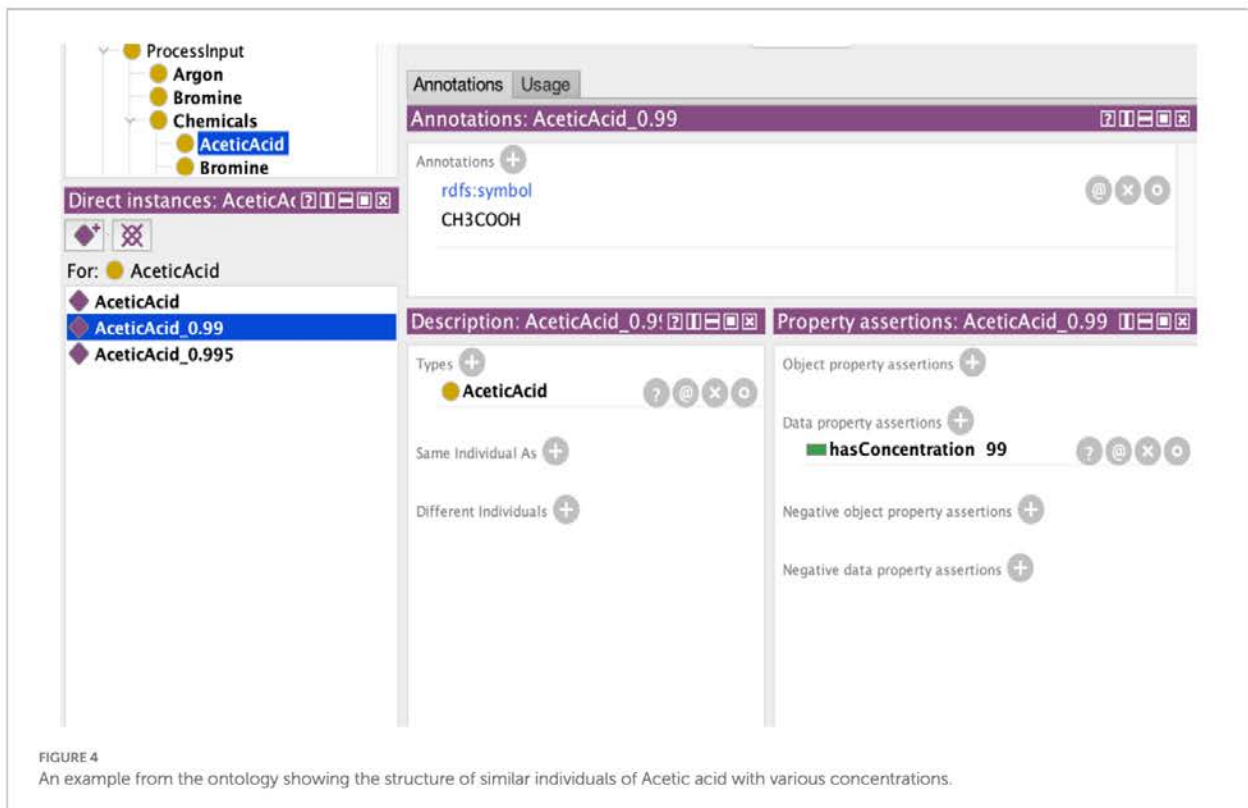 ProcessInput
Argon
Bromine
Chemicals
AceticAcid
Bromine
Direct instances: AceticAc
For: AceticAcid
AceticAcid
AceticAcid_0.99
AceticAcid_0.995
Annotations Usage
Annotations: AceticAcid_0.99
Annotations
rdfs:symbol
CH3COOH
Description: AceticAcid_0.9
Types
AceticAcid
Same Individual As
Different Individuals
Property assertions: AceticAcid_0.99
Object property assertions
Data property assertions
hasConcentration 99
Negative object property assertions
Negative data property assertions
FIGURE 4
An example from the ontology showing the structure of similar individuals of Acetic acid with various concentrations.